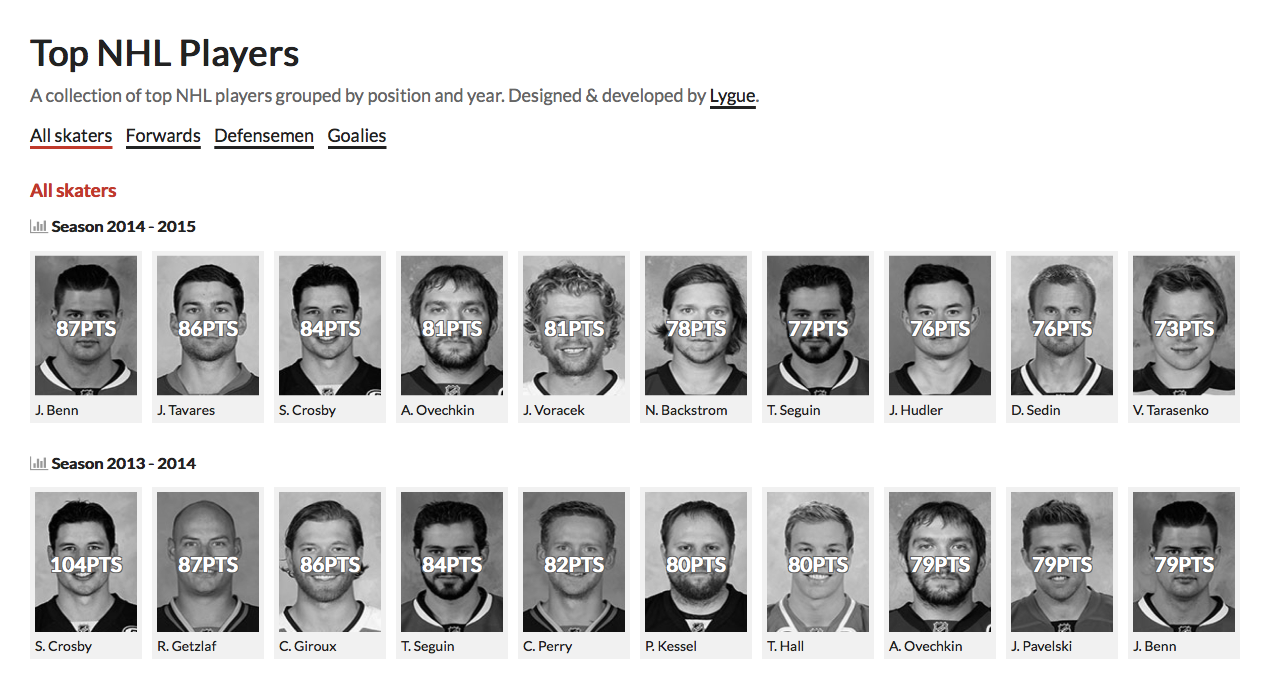 Top NHL Players
A collection of top NHL players grouped by position and year. Designed & developed by Lygue.
All skaters Forwards Defensemen Goalies
All skaters
Season 2014 - 2015
87PTS 86PTS 84PTS 81PTS 81PTS 78PTS 77PTS 76PTS 76PTS 73PTS
J. Benn J. Tavares S. Crosby A. Ovechkin J. Voracek N. Backstrom T. Seguin J. Hudler D. Sedin V. Tarasenko
Season 2013 - 2014
104PTS 87PTS 86PTS 84PTS 82PTS 80PTS 80PTS 79PTS 79PTS 79PTS
S. Crosby R. Getzlaf C. Giroux T. Seguin C. Perry P. Kessel T. Hall A. Ovechkin J. Pavelski J. Benn